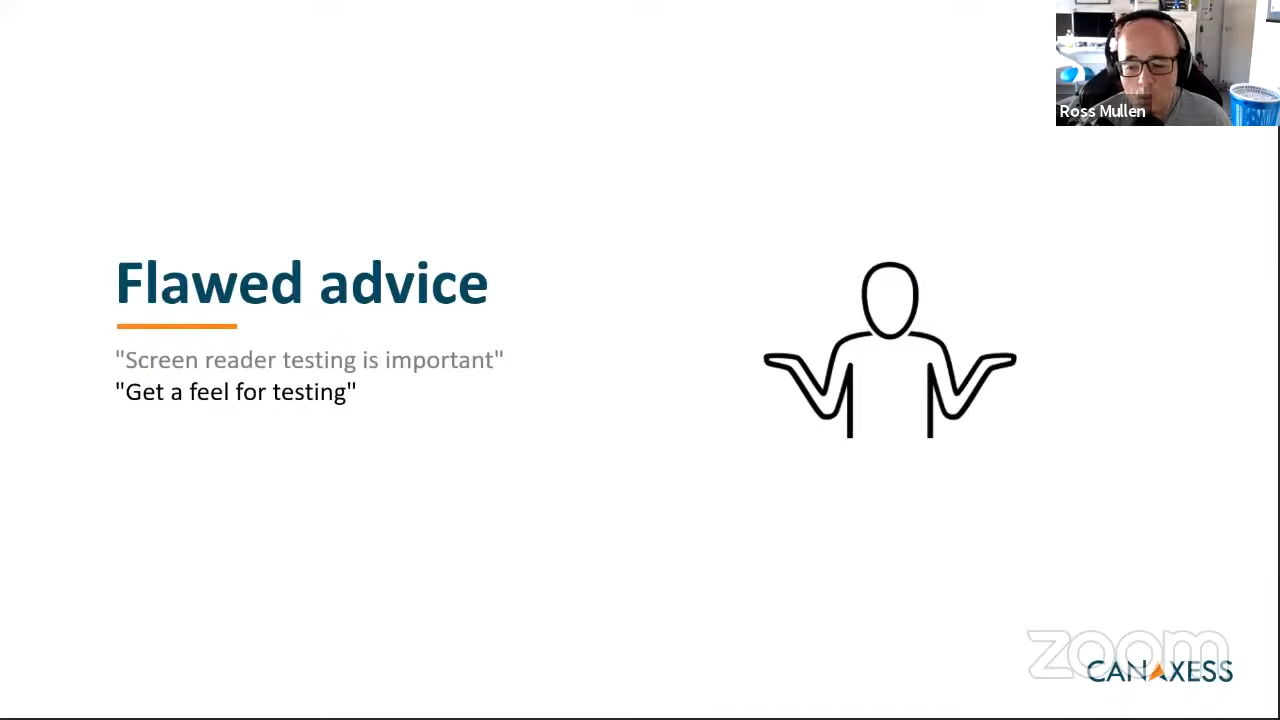 Ross Mullen
Flawed advice
"Screen reader testing is important"
"Get a feel for testing"
zoom
CANAXESS